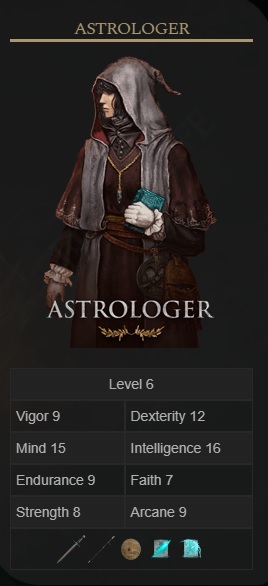 ASTROLOGER
ASTROLOGER
Level 6
Vigor 9 Dexterity 12
Mind 15 Intelligence 16
Endurance 9 Faith 7
Strength 8 Arcane 9